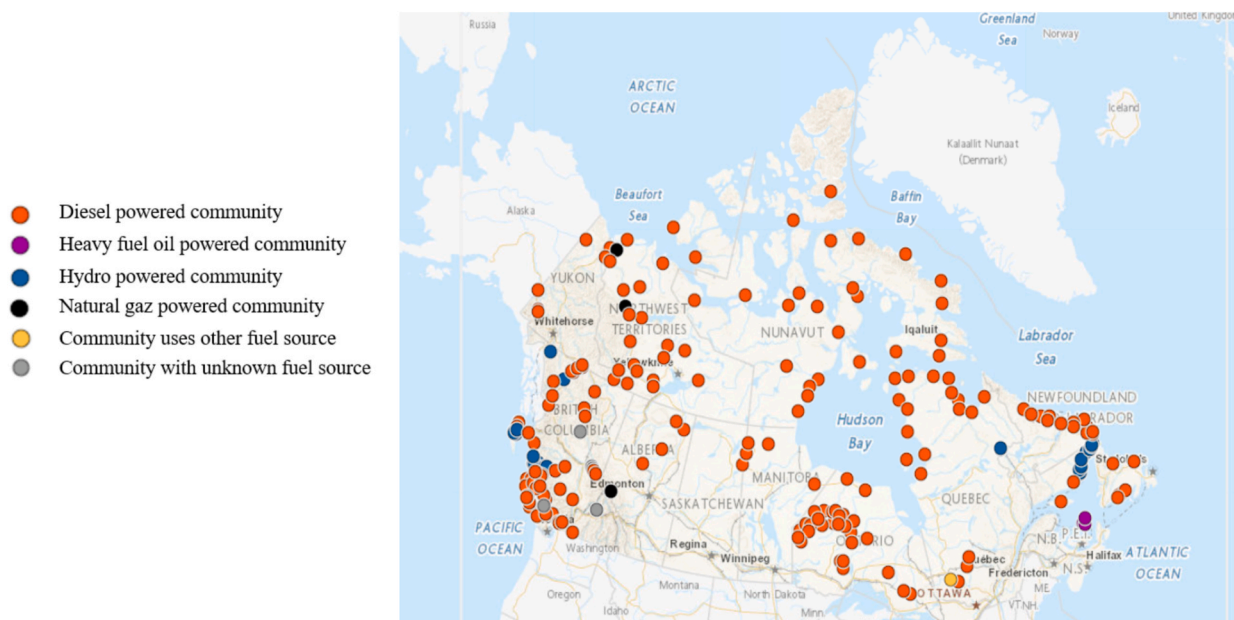 Diesel powered community
Heavy fuel oil powered community
Hydro powered community
Natural gaz powered community
Community uses other fuel source
Community with unknown fuel source
Russia
Greenland
Sea
Norway
United Kingdom
ARCTIC
OCEAN
Iceland
Kalaallit Nunaat
(Denmark)
Beaufort
Sea
Baffin
Bay
Alaska
YUKON
NORTHWEST
TERRITORIES
NUNAVUT
Iqaluit
Labrador
Sea
Whitehorse
BRITISH
COLUMBIA
Hudson
Bay
NEWFOUNDLAND
ALBERTA
MANITOBA
Edmonton
SASKATCHEWAN
QUEBEC
ONTARIO
PACIFIC
OCEAN
Washington
Regina
Winnipeg
N.B.
P.E.I.
Halifax
ATLANTIC
OCEAN
Québec
Fredericton
N.S.
Montana
North Dakota
Oregon
Idaho
Minn.
OTTAWA
ME
VT
NH